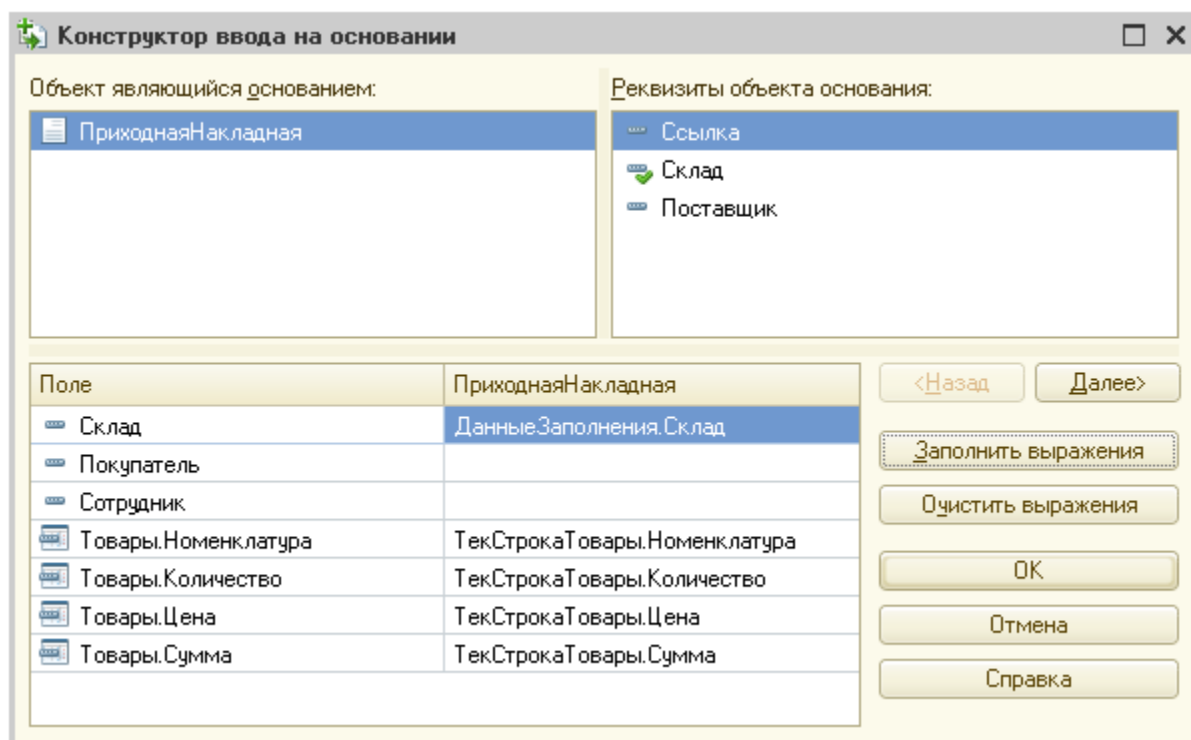 Конструктор ввода на основании
Объект являющийся основанием:
ПриходнаяНакладная
Реквизиты объекта основания:
Ссылка
Склад
Поставщик
Поле ПриходнаяНакладная
Склад ДанныеЗаполнения.Склад
Покупатель
Сотрудник
Товары.Номенклатура ТекСтрокаТовары.Номенклатура
Товары.Количество ТекСтрокаТовары.Количество
Товары.Цена ТекСтрокаТовары.Цена
Товары.Сумма ТекСтрокаТовары.Сумма
<Назад Далее>
Заполнить выражения
Очистить выражения
ОК
Отмена
Справка